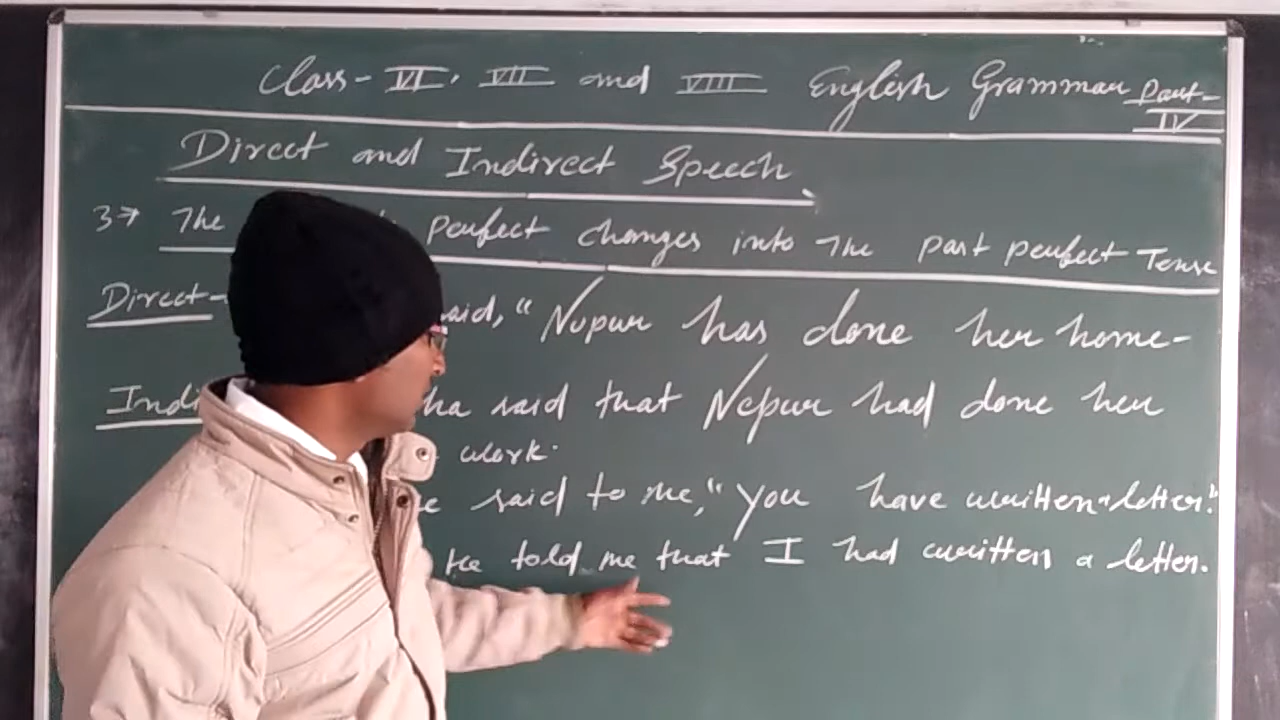 Class - VI, VII and VIII English Grammar Part-
IV
Direct and Indirect Speech.
3→ The perfect changes into The past perfect Tense
Direct - said, "Nupur has done her home-
Indi ha said that Nupur had done her
work.
e said to me, "you have written a letter."
He told me that I had written a letter.